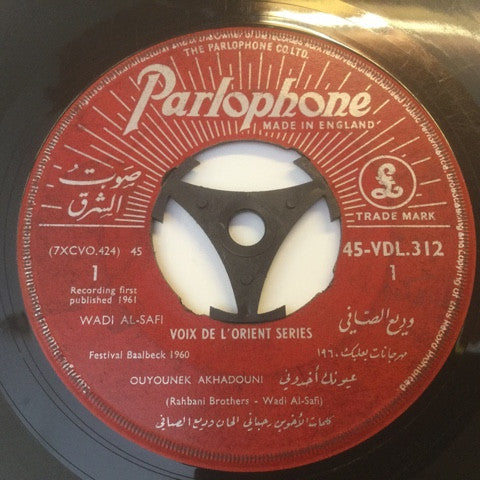 THE PARLOPHONE CO LTD.
Parlophone
MADE IN ENGLAND
صوت
الشرق
£
TRADE MARK
(7XCVO.424) 45
45-VDL.312
1
1
Recording first
published 1961
WADI AL-SAFI
وديع الصافي
VOIX DE L'ORIENT SERIES
Festival Baalbeck 1960
مهرجانات بعلبك ١٩٦٠
OUYOUNEK AKHADOUNI
عيونك أخدوني
(Rahbani Brothers - Wadi Al-Safi)
كلمات الأخوين رحباني الحان وديع الصافي